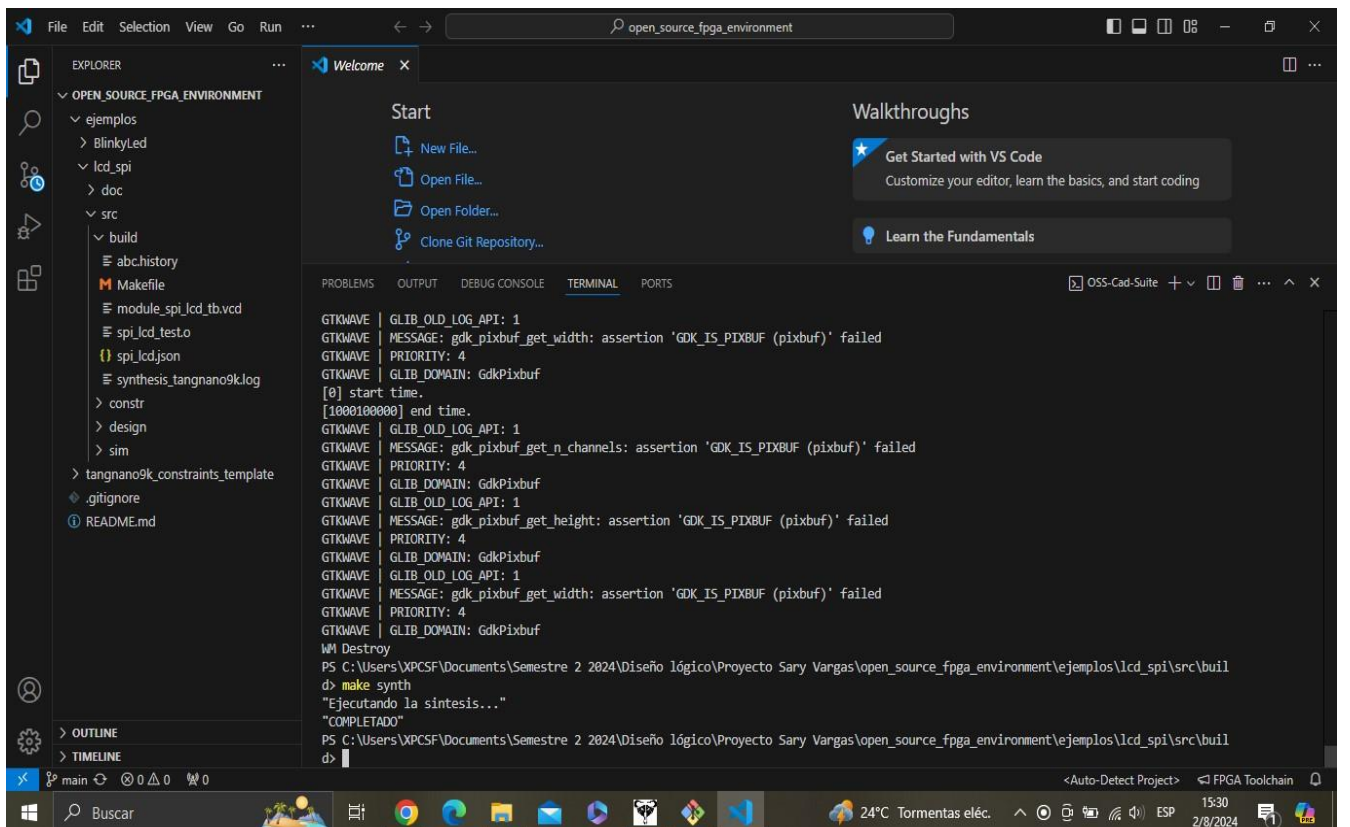 File Edit Selection View Go Run ...
open_source_fpga_environment
EXPLORER
OPEN_SOURCE_FPGA_ENVIRONMENT
ejemplos
BlinkyLed
lcd_spi
doc
src
build
abc.history
Makefile
module_spi_lcd_tb.vcd
spi_lcd_test.o
spi_lcd.json
synthesis_tangnano9k.log
constr
design
sim
tangnano9k_constraints_template
.gitignore
README.md
OUTLINE
TIMELINE
Welcome
Start
New File...
Open File...
Open Folder...
Clone Git Repository...
Walkthroughs
Get Started with VS Code
Customize your editor, learn the basics, and start coding
Learn the Fundamentals
PROBLEMS OUTPUT DEBUG CONSOLE TERMINAL PORTS
OSS-Cad-Suite
GTKWAVE | GLIB_OLD_LOG_API: 1
GTKWAVE | MESSAGE: gdk_pixbuf_get_width: assertion 'GDK_IS_PIXBUF (pixbuf)' failed
GTKWAVE | PRIORITY: 4
GTKWAVE | GLIB_DOMAIN: GdkPixbuf
[0] start time.
[1000100000] end time.
GTKWAVE | GLIB_OLD_LOG_API: 1
GTKWAVE | MESSAGE: gdk_pixbuf_get_n_channels: assertion 'GDK_IS_PIXBUF (pixbuf)' failed
GTKWAVE | PRIORITY: 4
GTKWAVE | GLIB_DOMAIN: GdkPixbuf
GTKWAVE | GLIB_OLD_LOG_API: 1
GTKWAVE | MESSAGE: gdk_pixbuf_get_height: assertion 'GDK_IS_PIXBUF (pixbuf)' failed
GTKWAVE | PRIORITY: 4
GTKWAVE | GLIB_DOMAIN: GdkPixbuf
GTKWAVE | GLIB_OLD_LOG_API: 1
GTKWAVE | MESSAGE: gdk_pixbuf_get_width: assertion 'GDK_IS_PIXBUF (pixbuf)' failed
GTKWAVE | PRIORITY: 4
GTKWAVE | GLIB_DOMAIN: GdkPixbuf
WM Destroy
PS C:\Users\XPCSF\Documents\Semestre 2 2024\Diseño lógico\Proyecto Sary Vargas\open_source_fpga_environment\ejemplos\lcd_spi\src\buil
d> make synth
"Ejecutando la sintesis..."
"COMPLETADO"
PS C:\Users\XPCSF\Documents\Semestre 2 2024\Diseño lógico\Proyecto Sary Vargas\open_source_fpga_environment\ejemplos\lcd_spi\src\buil
d>
main 0 0 0
<Auto-Detect Project> FPGA Toolchain
Buscar
24°C Tormentas eléc.
ESP
15:30
2/8/2024
1
PRE